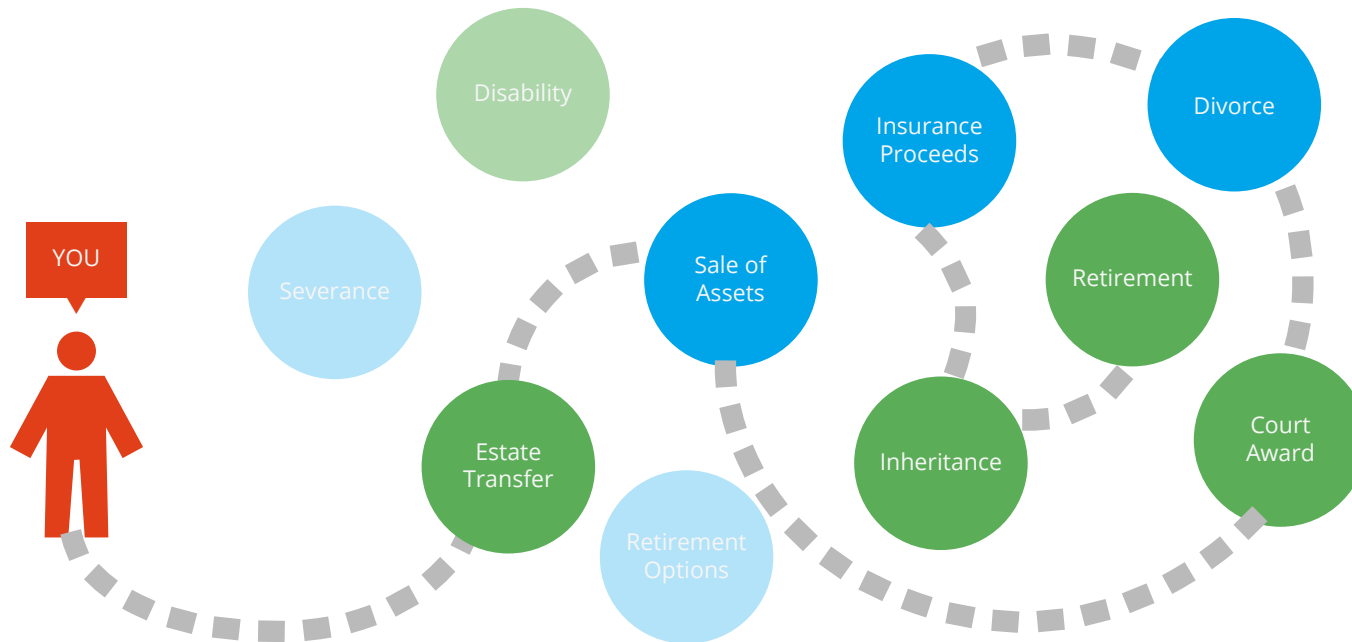 Disability
Insurance
Proceeds
Divorce
YOU
Severance
Sale of
Assets
Retirement
Estate
Transfer
Inheritance
Court
Award
Retirement
Options